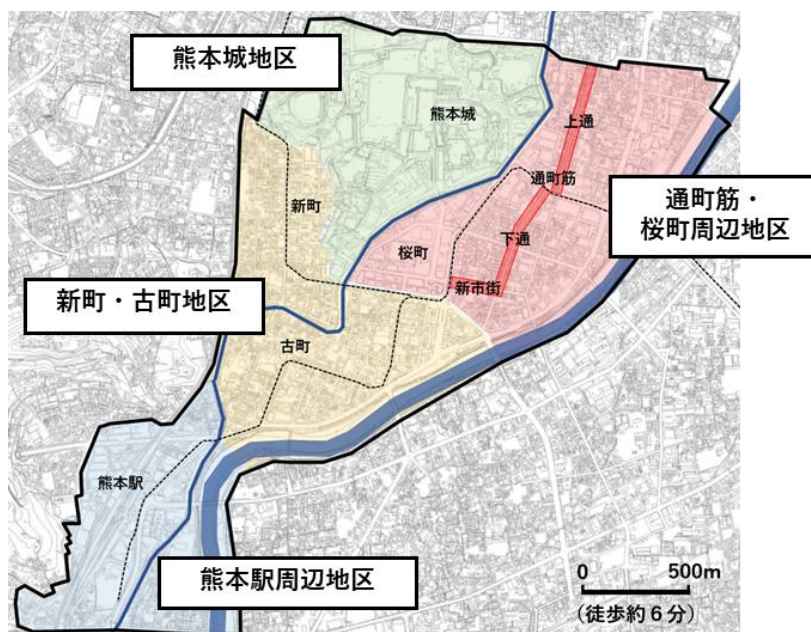 熊本城地区
熊本城
上通
通町筋
新町
通町筋・
桜町周辺地区
下通
桜町
新市街
新町・古町地区
古町
熊本駅
熊本駅周辺地区
0 500m
(徒歩約6分)